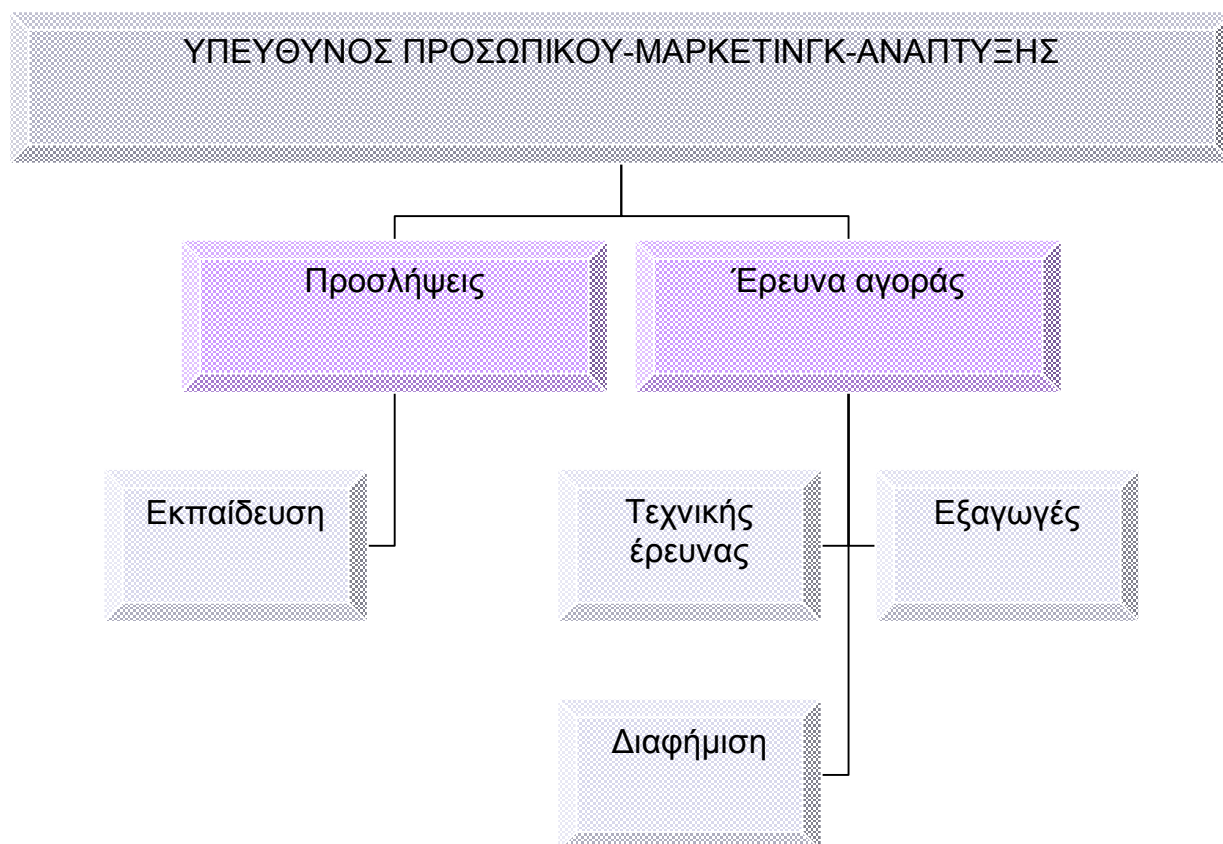 ΥΠΕΥΘΥΝΟΣ ΠΡΟΣΩΠΙΚΟΥ-ΜΑΡΚΕΤΙΝΓΚ-ΑΝΑΠΤΥΞΗΣ
Προσλήψεις
Έρευνα αγοράς
Εκπαίδευση
Τεχνικής
έρευνας
Εξαγωγές
Διαφήμιση